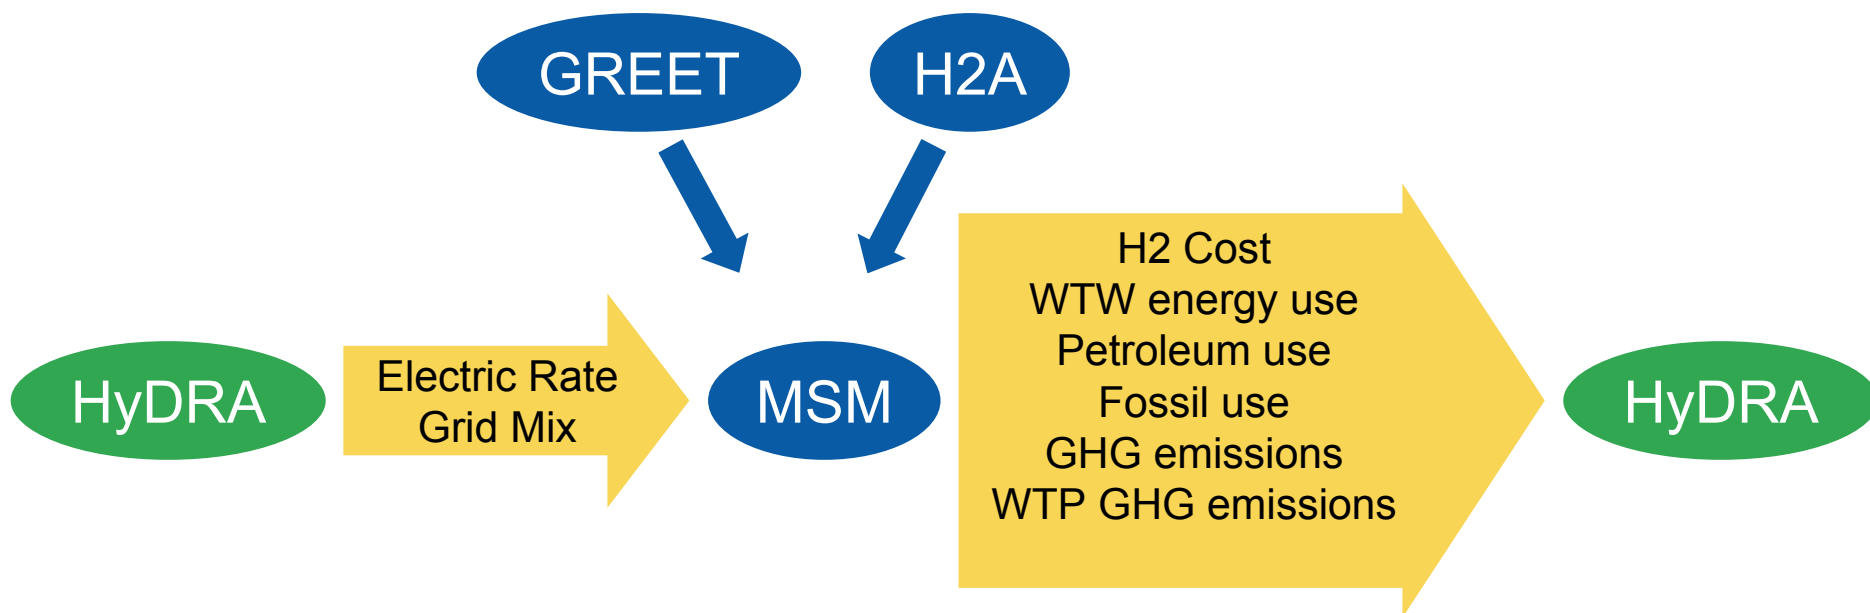 GREET
H2A
HyDRA
Electric Rate
Grid Mix
MSM
H2 Cost
WTW energy use
Petroleum use
Fossil use
GHG emissions
WTP GHG emissions
HyDRA